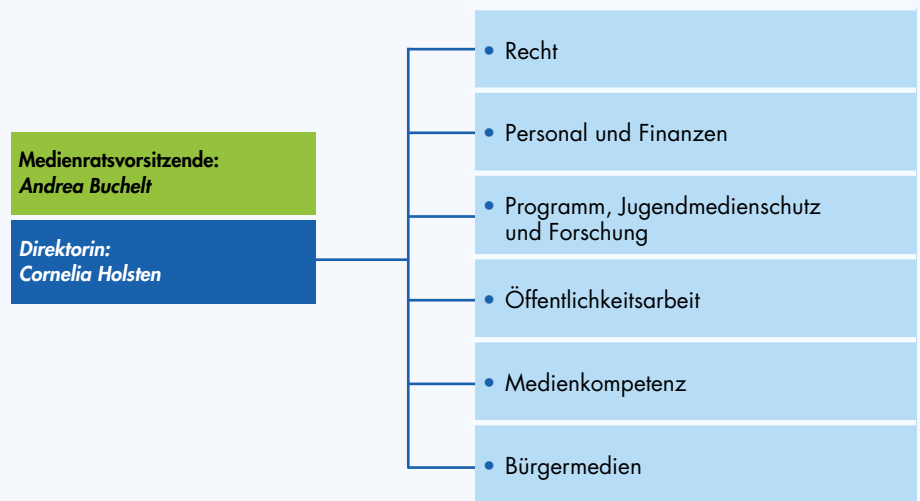 Medienratsvorsitzende:
Andrea Buchelt
Direktorin:
Cornelia Holsten
• Recht
• Personal und Finanzen
• Programm, Jugendmedienschutz
und Forschung
• Öffentlichkeitsarbeit
• Medienkompetenz
• Bürgermedien